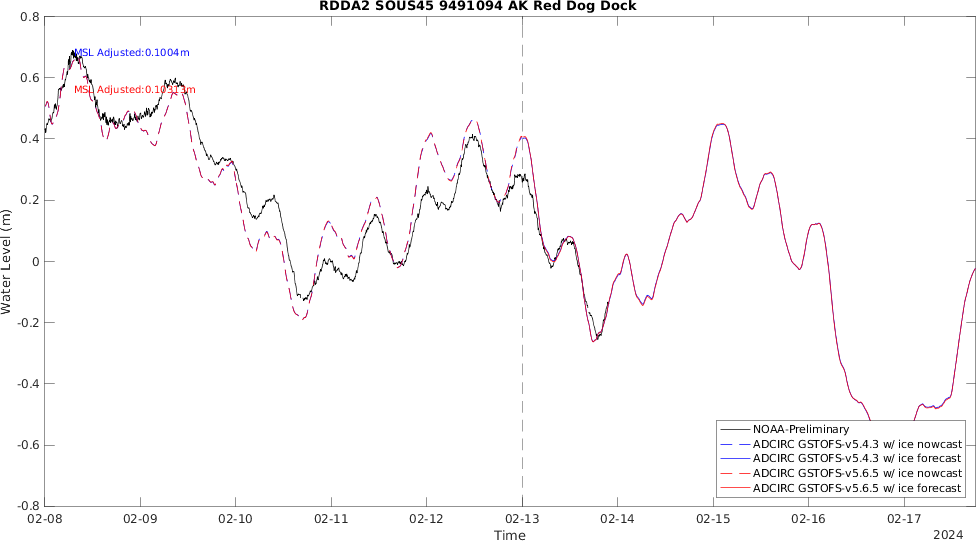 RDDA2 SOUS45 9491094 AK Red Dog Dock
0.8
0.6
0.4
0.2
0
-0.2
-0.4
-0.6
-0.8
Water Level (m)
MSL Adjusted:0.1004m
MSL Adjusted:0.10313m
NOAA-Preliminary
ADCIRC GSTOFS-v5.4.3 w/ ice nowcast
ADCIRC GSTOFS-v5.4.3 w/ ice forecast
ADCIRC GSTOFS-v5.6.5 w/ ice nowcast
ADCIRC GSTOFS-v5.6.5 w/ ice forecast
02-08 02-09 02-10 02-11 02-12 02-13 02-14 02-15 02-16 02-17
Time
2024